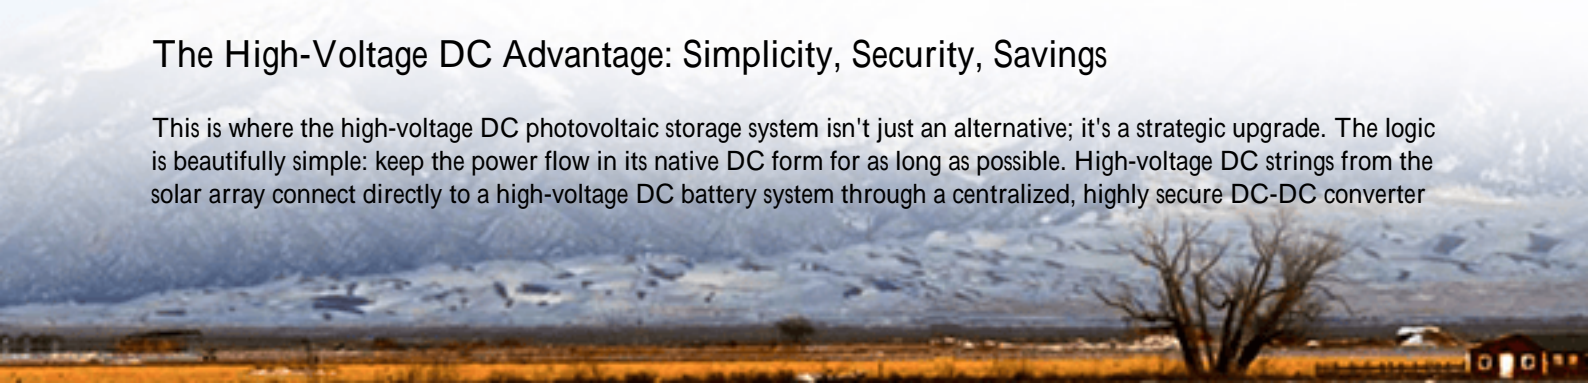 The High-Voltage DC Advantage: Simplicity, Security, Savings
This is where the high-voltage DC photovoltaic storage system isn't just an alternative; it's a strategic upgrade. The logic
is beautifully simple: keep the power flow in its native DC form for as long as possible. High-voltage DC strings from the
solar array connect directly to a high-voltage DC battery system through a centralized, highly secure DC-DC converter